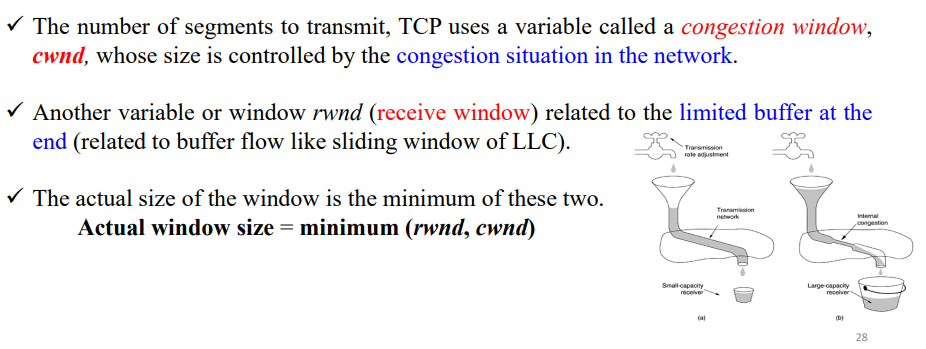 ✓ The number of segments to transmit, TCP uses a variable called a congestion window,
cwnd, whose size is controlled by the congestion situation in the network.
✓ Another variable or window rwnd (receive window) related to the limited buffer at the
end (related to buffer flow like sliding window of LLC).
✓ The actual size of the window is the minimum of these two.
Actual window size = minimum (rwnd, cwnd)
Transmission
rate adjustment
Transmission
network
Internal
congestion
Small-capacity
receiver
Large-capacity
receiver
(a)
(b)
28